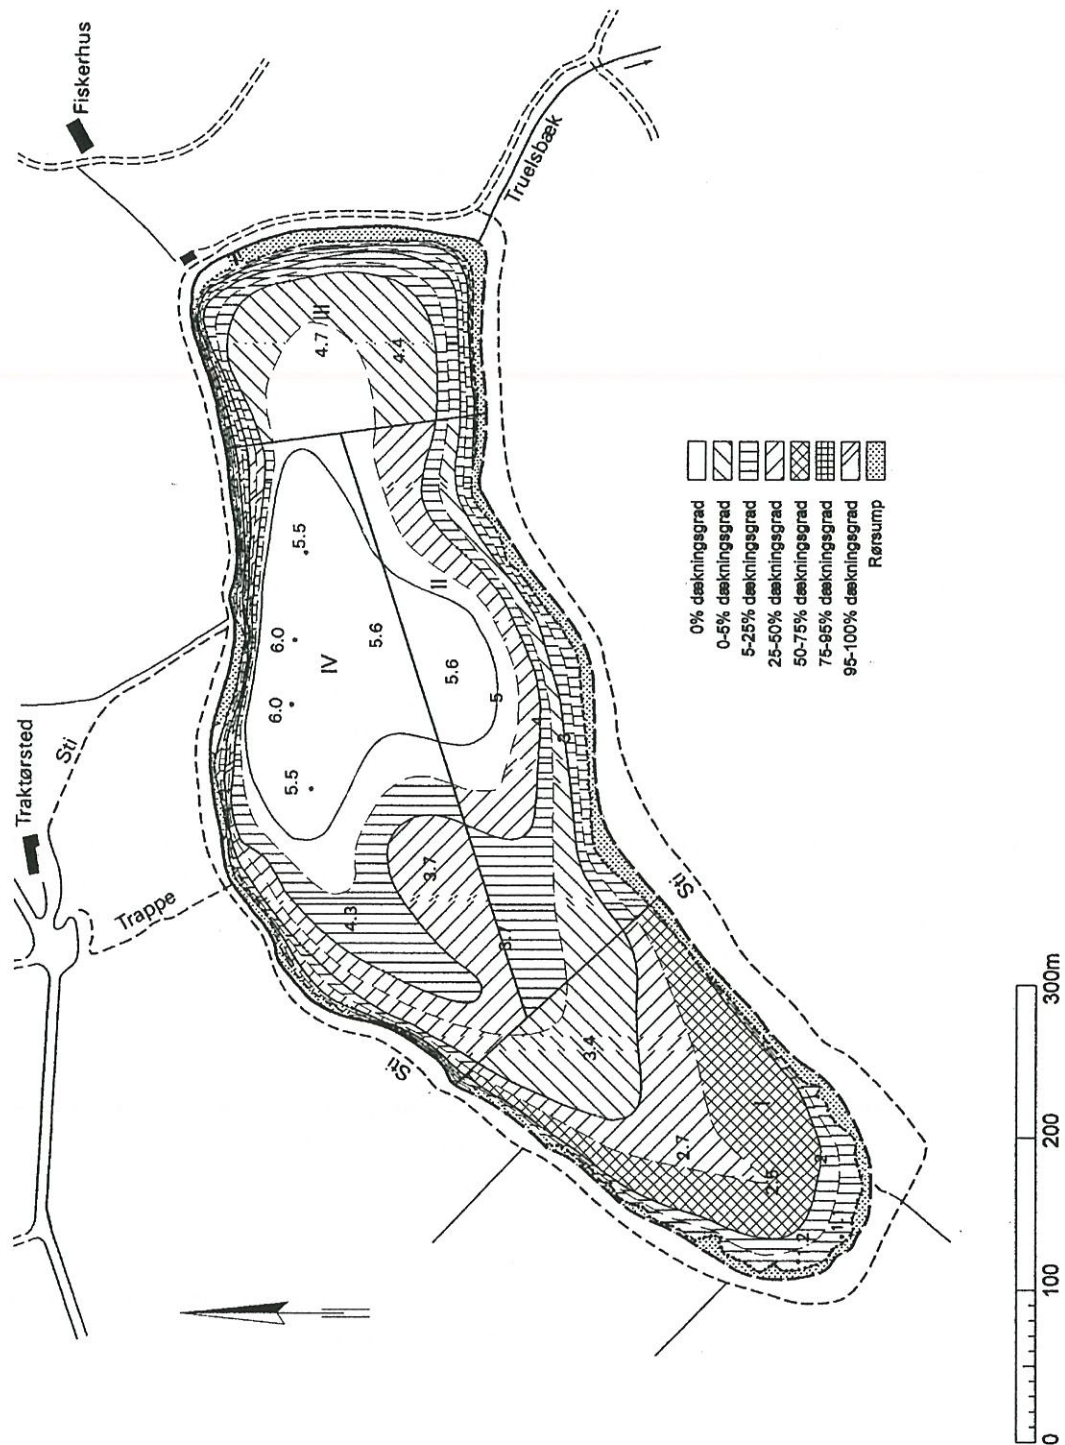 Fiskerhus
Truelsbæk
Traktørsted
Sti
Trappe
Sti
Sti
III
4.7
4.4
5.5
6.0
IV
5.6
II
5.6
6.0
5
5.5
4
3
4.3
3.7
3.4
I
2.7
2.5
2
2
1
0% dækningsgrad
0-5% dækningsgrad
5-25% dækningsgrad
25-50% dækningsgrad
50-75% dækningsgrad
75-95% dækningsgrad
95-100% dækningsgrad
Rørsump
0
100
200
300m